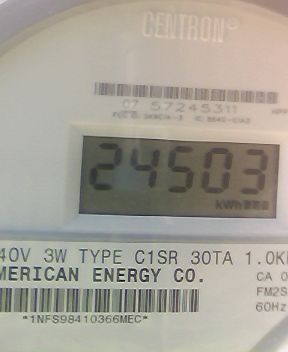 CENTRON®
07 57245311
24503
kWh
40V 3W TYPE C1SR 30TA 1.0K
MERICAN ENERGY CO.
CA 0
FM2S
60Hz
*1NFS98410366MEC*